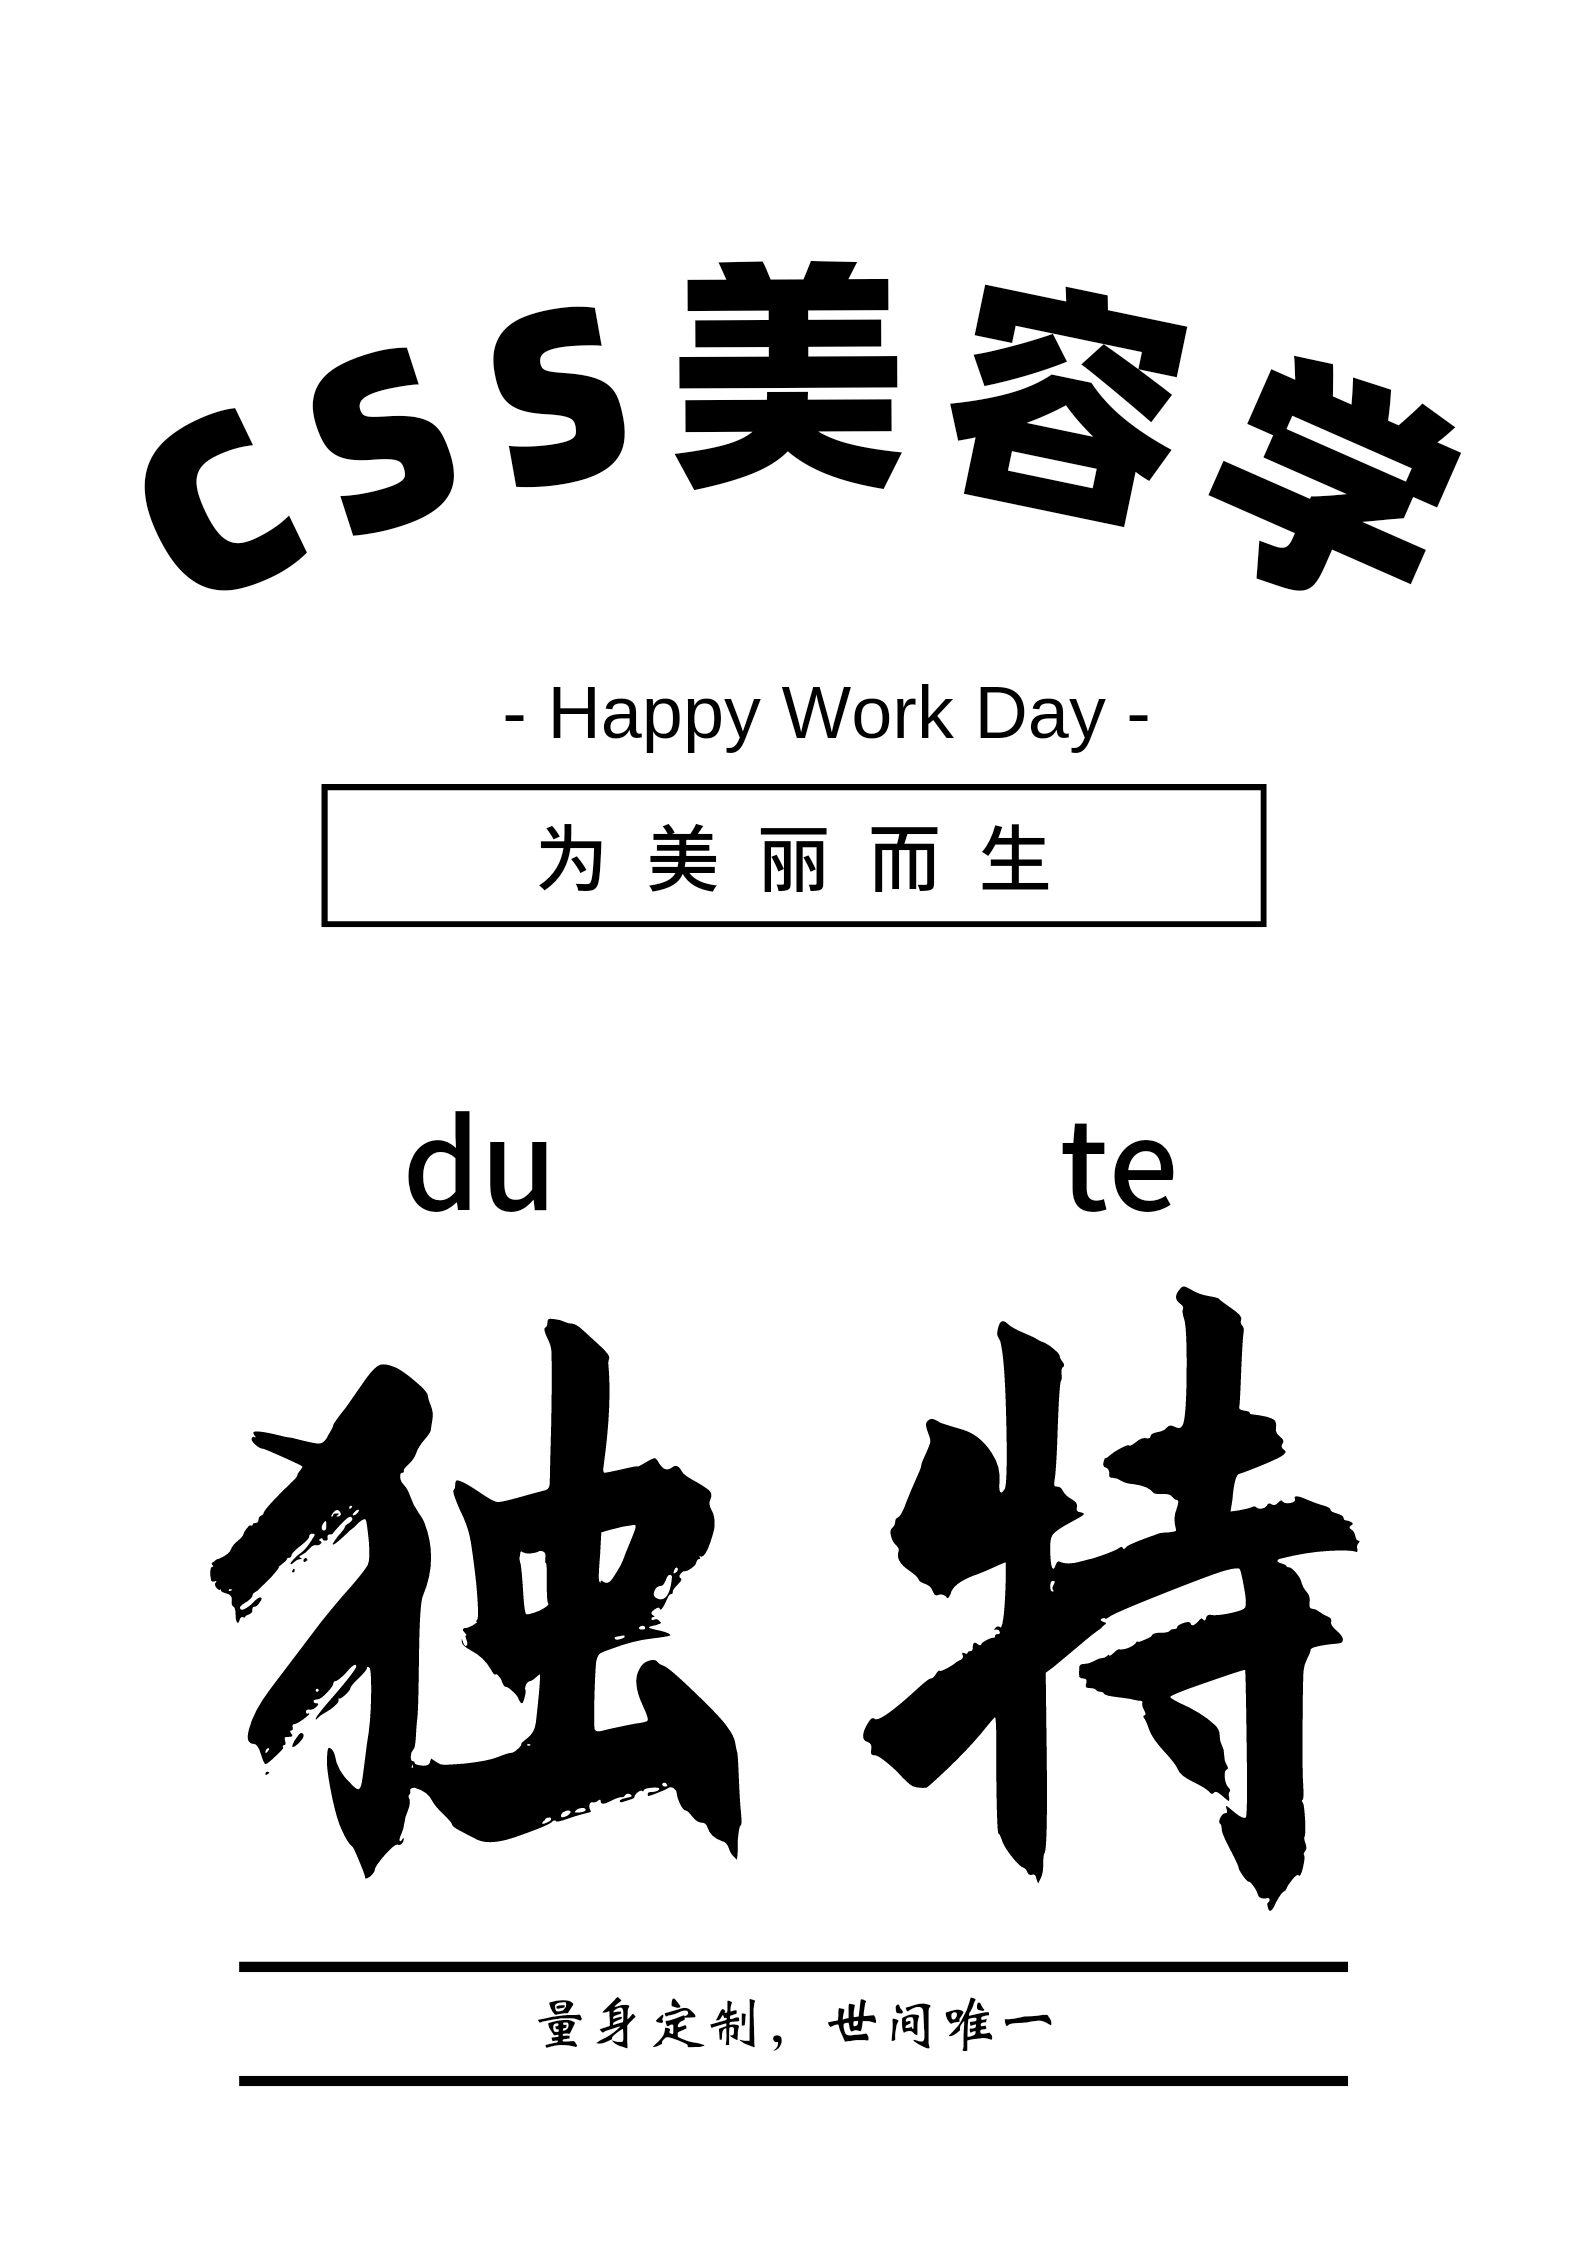 css美容学
- Happy Work Day -
为美丽而生
du te
独特
量身定制，世间唯一